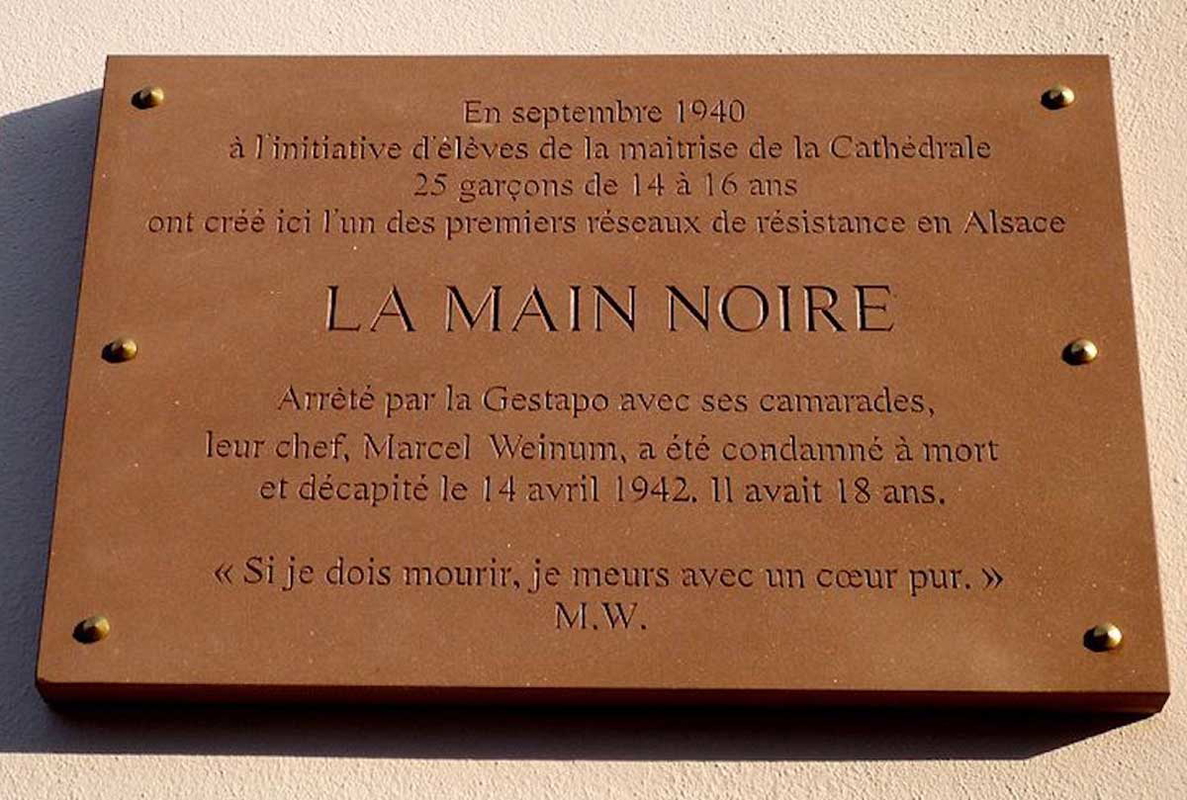 En septembre 1940
à l'initiative d'élèves de la maitrise de la Cathédrale
25 garçons de 14 à 16 ans
ont créé ici l'un des premiers réseaux de résistance en Alsace
LA MAIN NOIRE
Arrêté par la Gestapo avec ses camarades,
leur chef, Marcel Weinum, a été condamné à mort
et décapité le 14 avril 1942. Il avait 18 ans.
« Si je dois mourir, je meurs avec un cœur pur. »
M.W.